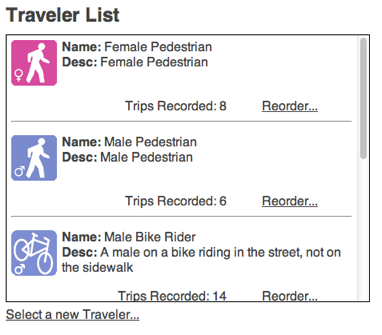 Traveler List
Name: Female Pedestrian
Desc: Female Pedestrian
Trips Recorded: 8 Reorder...
Name: Male Pedestrian
Desc: Male Pedestrian
Trips Recorded: 6 Reorder...
Name: Male Bike Rider
Desc: A male on a bike riding in the street, not on
the sidewalk
Trips Recorded: 14 Reorder...
Select a new Traveler...